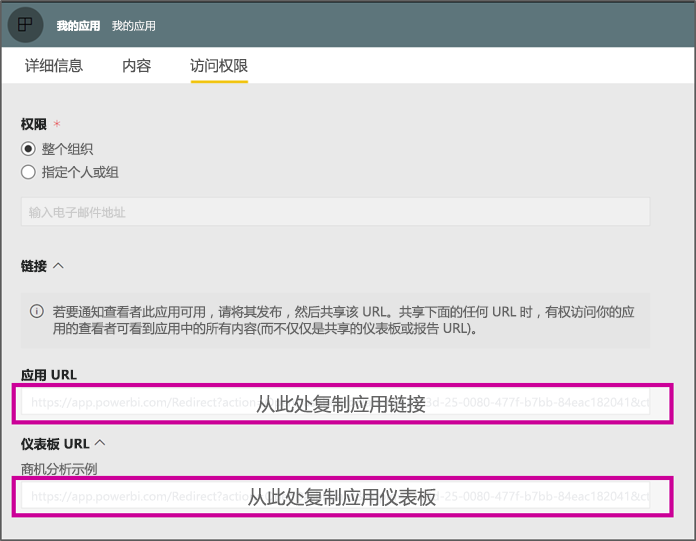 我的应用 我的应用
详细信息 内容 访问权限
权限 *
整个组织
指定个人或组
输入电子邮件地址
链接
若要通知查看者此应用可用，请将其发布，然后共享该 URL。共享下面的任何 URL 时，有权访问你的应
用的查看者可看到应用中的所有内容(而不仅仅是共享的仪表板或报告 URL)。
应用 URL
https://app.powerbi.com/Redirect?action 从此处复制应用链接 3d-25-0080-477f-b7bb-84eac182041&ct
仪表板 URL
商机分析示例
https://app.powerbi.com/Redirect?action 从此处复制应用仪表板 d-25-0080-477f-b7bb-84eac182041&ct